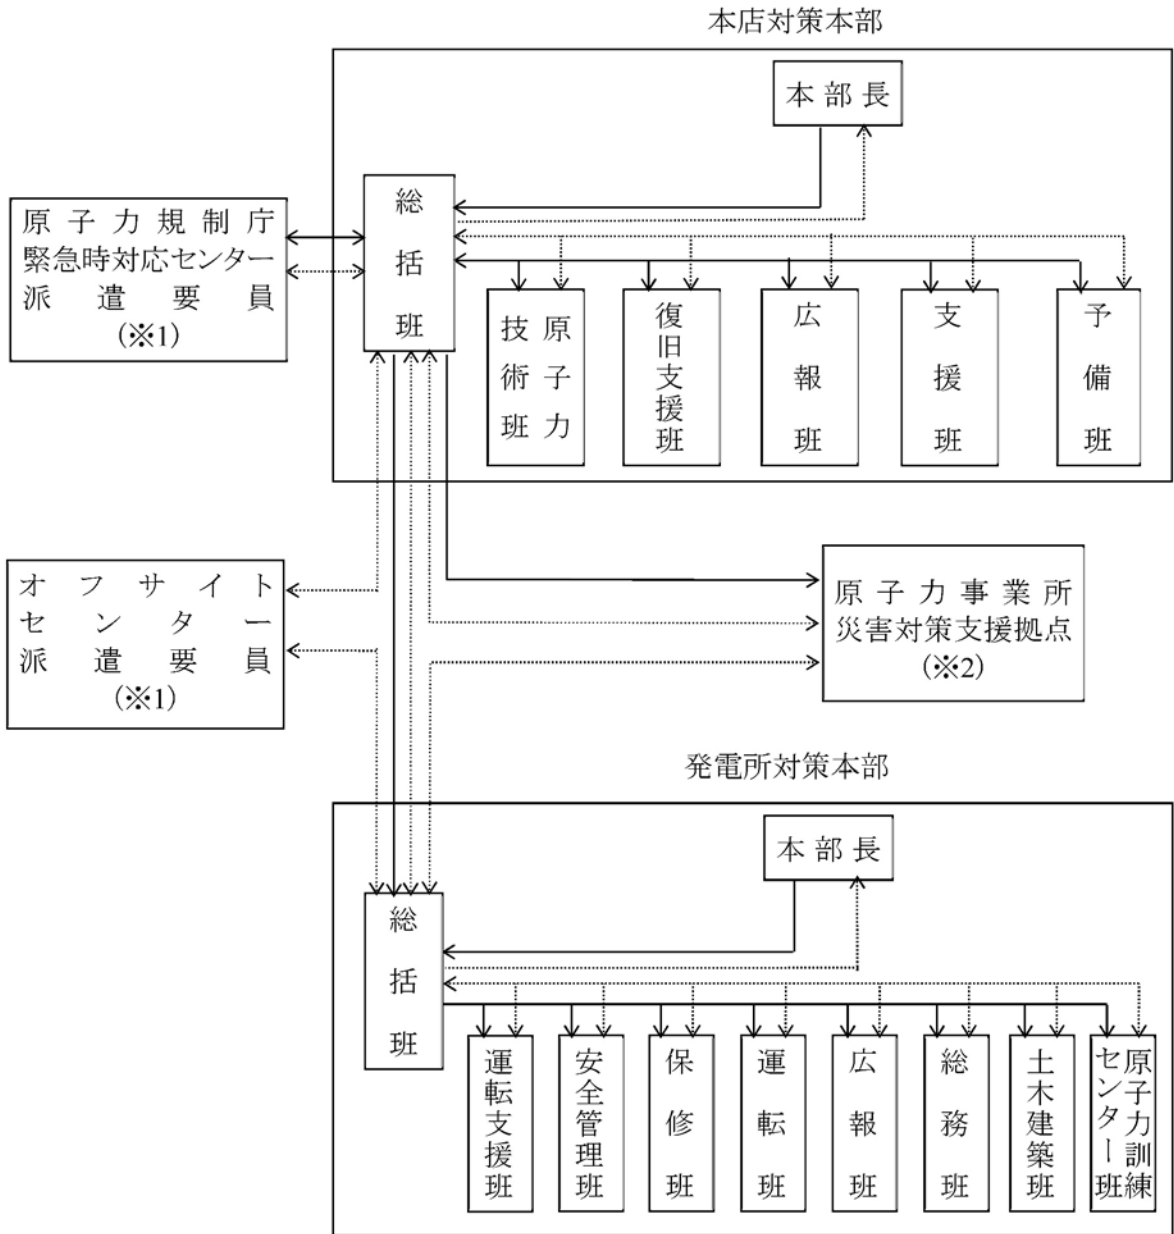 本店対策本部
本部長
総括班
原子力規制庁
緊急時対応センター
派遣要員
(※1)
原子力
技術班
復旧支援班
広報班
支援班
予備班
オフサイト
センター
派遣要員
(※1)
原子力事業所
災害対策支援拠点
(※2)
発電所対策本部
本部長
総括班
運転支援班
安全管理班
保修班
運転班
広報班
総務班
土木建築班
原子力訓練
センター班